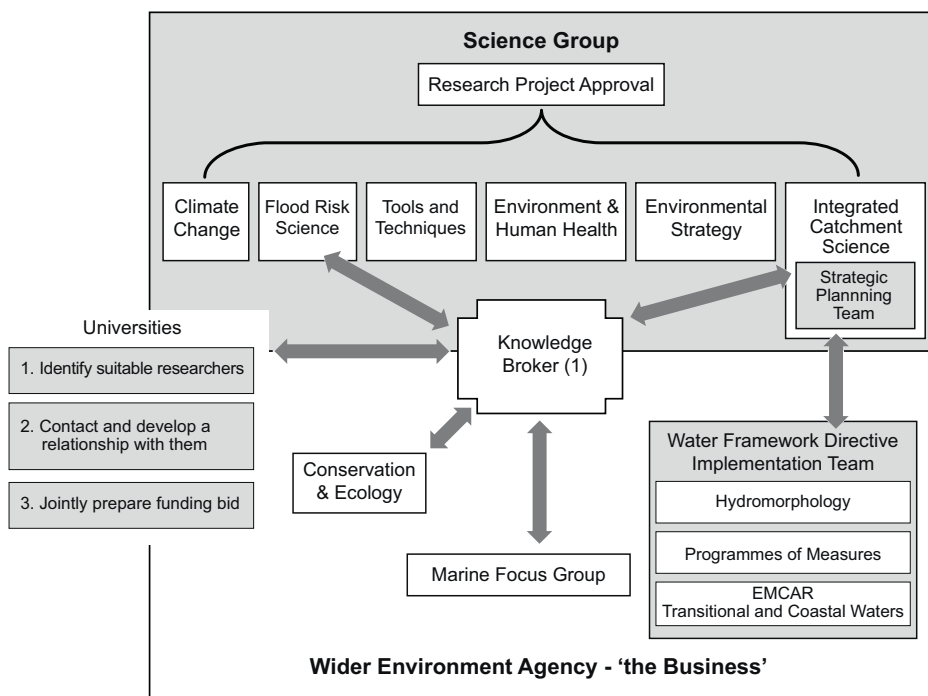 Science Group
Research Project Approval
Climate
Change
Flood Risk
Science
Tools and
Techniques
Environment &
Human Health
Environmental
Strategy
Integrated
Catchment
Science
Strategic
Plannning
Team
Universities
1. Identify suitable researchers
2. Contact and develop a
relationship with them
3. Jointly prepare funding bid
Knowledge
Broker (1)
Conservation
& Ecology
Marine Focus Group
Water Framework Directive
Implementation Team
Hydromorphology
Programmes of Measures
EMCAR
Transitional and Coastal Waters
Wider Environment Agency - ‘the Business’